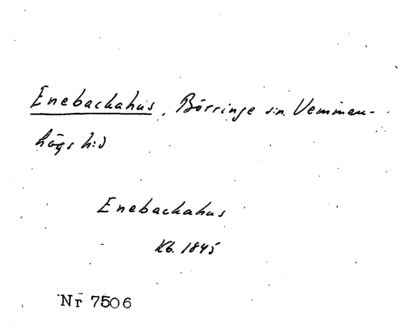 Enebackahus, Börringe sn. Vemmen-
högs h:d
Enebackahus
Kb. 1845
Nr 7506